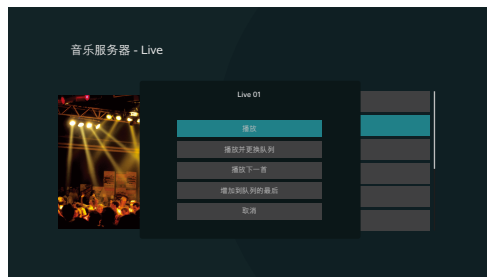 音乐服务器 - Live
Live 01
播放
播放并更换队列
播放下一首
增加到队列的最后
取消